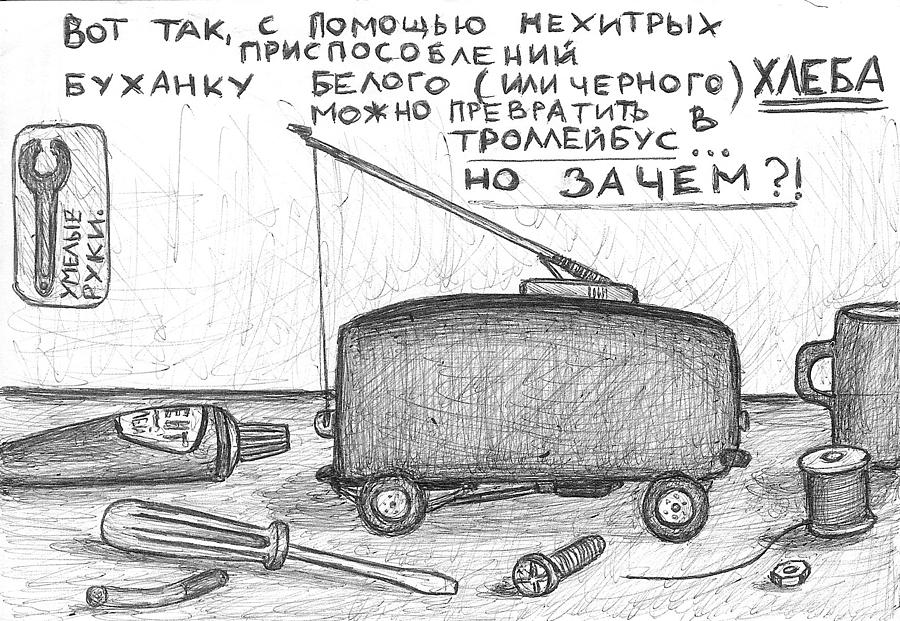 ВОТ ТАК, С ПОМОЩЬЮ НЕХИТРЫХ
ПРИСПОСОБЛЕНИЙ
БУХАНКУ БЕЛОГО (ИЛИ ЧЕРНОГО) ХЛЕБА
МОЖНО ПРЕВРАТИТЬ В
ТРОЛЛЕЙБУС...
НО ЗАЧЕМ?!
УМЕЛЫЕ
РУКИ.